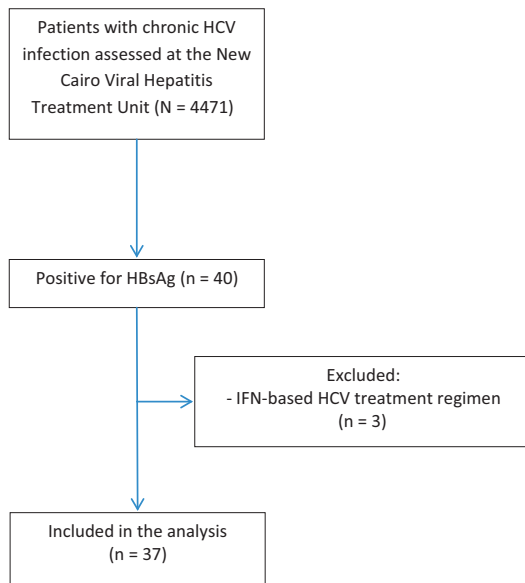 Patients with chronic HCV
infection assessed at the New
Cairo Viral Hepatitis
Treatment Unit (N = 4471)
Positive for HBsAg (n = 40)
Excluded:
- IFN-based HCV treatment regimen
(n = 3)
Included in the analysis
(n = 37)